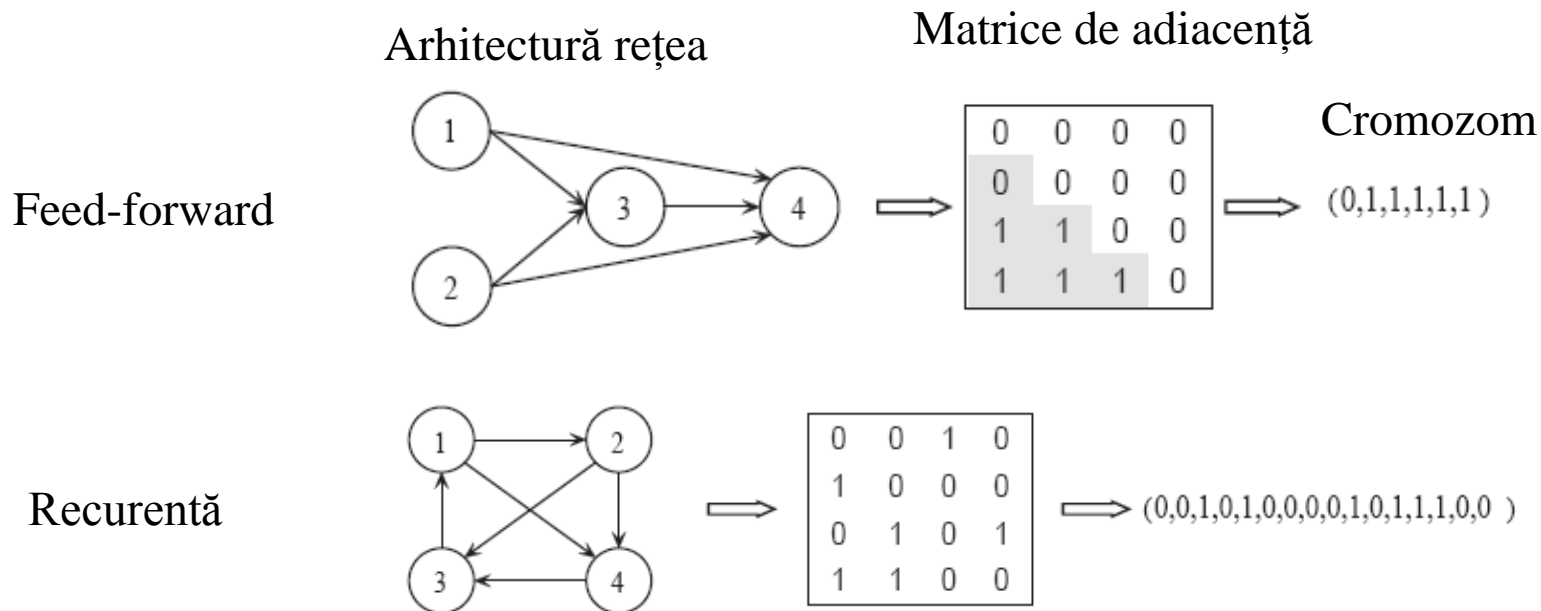 Arhitectură rețea
Matrice de adiacență
Cromozom
Feed-forward
1
2
3
4
0 0 0 0
0 0 0 0
1 1 0 0
1 1 1 0
(0,1,1,1,1,1 )
Recurentă
1
2
3
4
0 0 1 0
1 0 0 0
0 1 0 1
1 1 0 0
(0,0,1,0,1,0,0,0,0,1,0,1,1,1,0,0 )